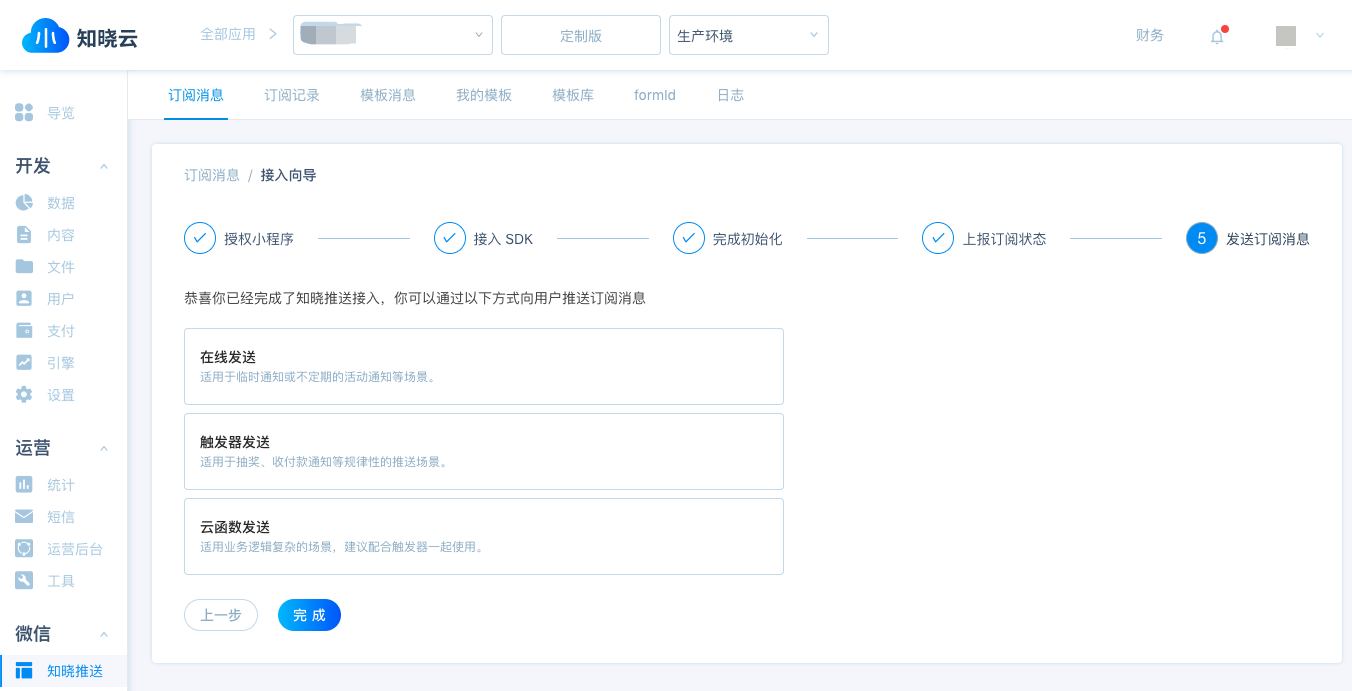 知晓云
全部应用
定制版
生产环境
财务
订阅消息
订阅记录
模板消息
我的模板
模板库
formId
日志
导览
开发
数据
内容
文件
用户
支付
引擎
设置
运营
统计
短信
运营后台
工具
微信
知晓推送
订阅消息 / 接入向导
授权小程序
接入 SDK
完成初始化
上报订阅状态
5 发送订阅消息
恭喜你已经完成了知晓推送接入，你可以通过以下方式向用户推送订阅消息
在线发送
适用于临时通知或不定期的活动通知等场景。
触发器发送
适用于抽奖、收付款通知等规律性的推送场景。
云函数发送
适用业务逻辑复杂的场景，建议配合触发器一起使用。
上一步
完 成